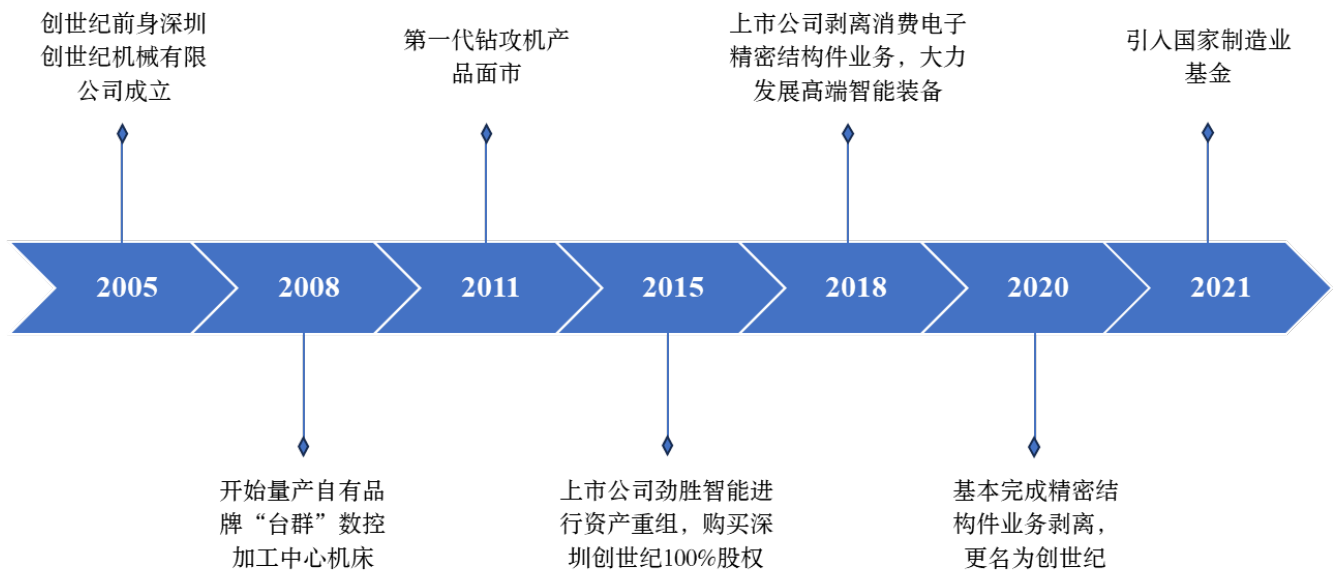 创世纪前身深圳
创世纪机械有限
公司成立
第一代钻攻机产
品面市
上市公司剥离消费电子
精密结构件业务，大力
发展高端智能装备
引入国家制造业
基金
2005
2008
2011
2015
2018
2020
2021
开始量产自有品
牌“台群”数控
加工中心机床
上市公司劲胜智能进
行资产重组，购买深
圳创世纪100%股权
基本完成精密结
构件业务剥离，
更名为创世纪